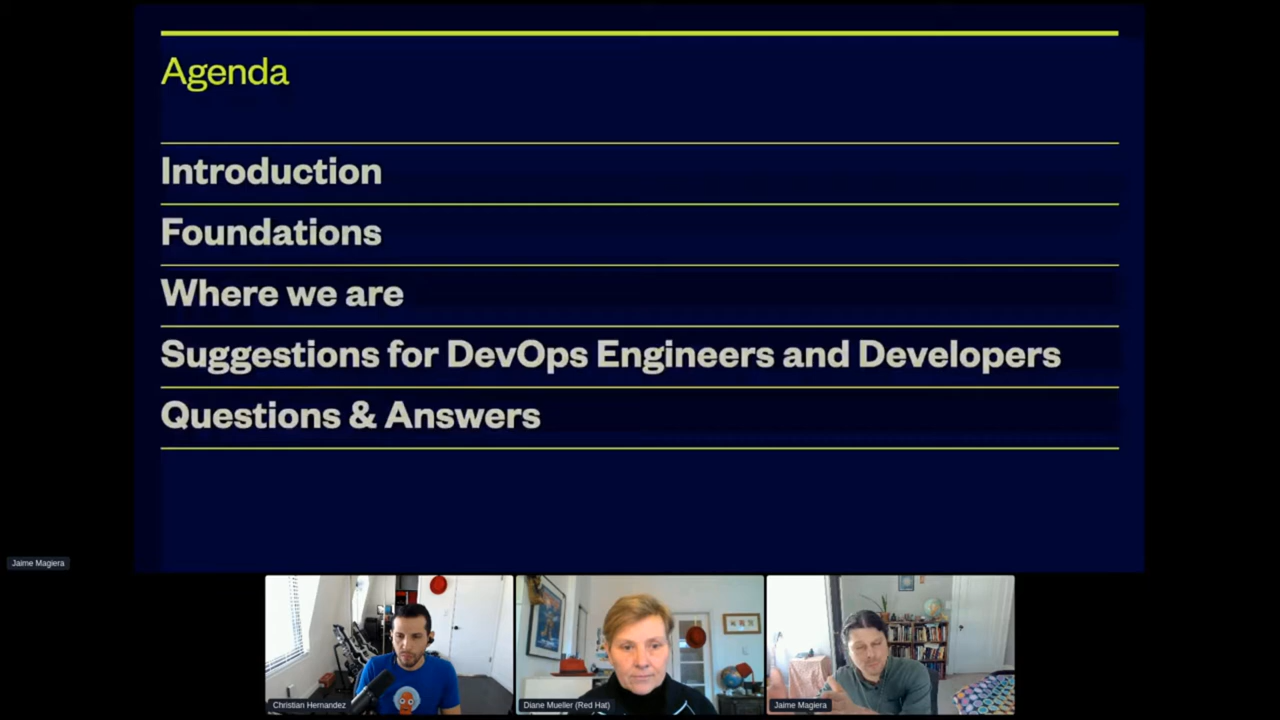 Agenda
Introduction
Foundations
Where we are
Suggestions for DevOps Engineers and Developers
Questions & Answers
Jaime Magiera
Christian Hernandez
Diane Mueller (Red Hat)
Jaime Magiera